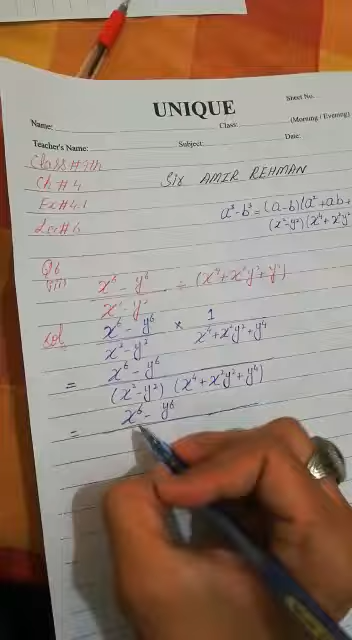 UNIQUE
Sheet No.
Name: Class: (Morning / Evening)
Teacher's Name: Subject: Date:
Class # 9th
Ch # 4 Sir AMIR REHMAN
Ex # 4.1 a³-b³=(a-b)(a²+ab+
Lec # 6 (x²-y²)(x⁴+x²y²
Q6
(iii) x⁶ - y⁶ / x² - y² ÷ (x⁴+x²y²+y⁴)
Sol x⁶ - y⁶ / x² - y² × 1 / x⁴+x²y²+y⁴
= x⁶ - y⁶ / (x²-y²) (x⁴+x²y²+y⁴)
= x⁶ - y⁶